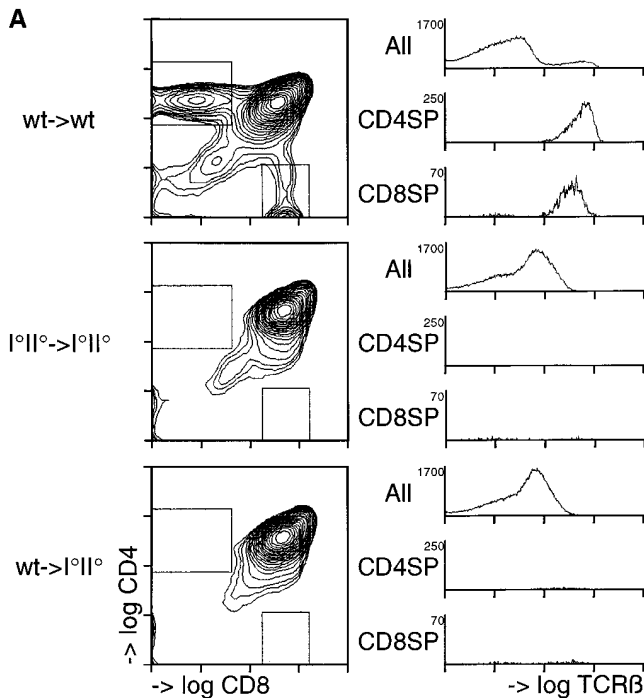 A
wt->wt
All
1700
CD4SP
250
CD8SP
70
I°II°->I°II°
All
1700
CD4SP
250
CD8SP
70
wt->I°II°
All
1700
CD4SP
250
CD8SP
70
-> log CD4
-> log CD8
-> log TCRß